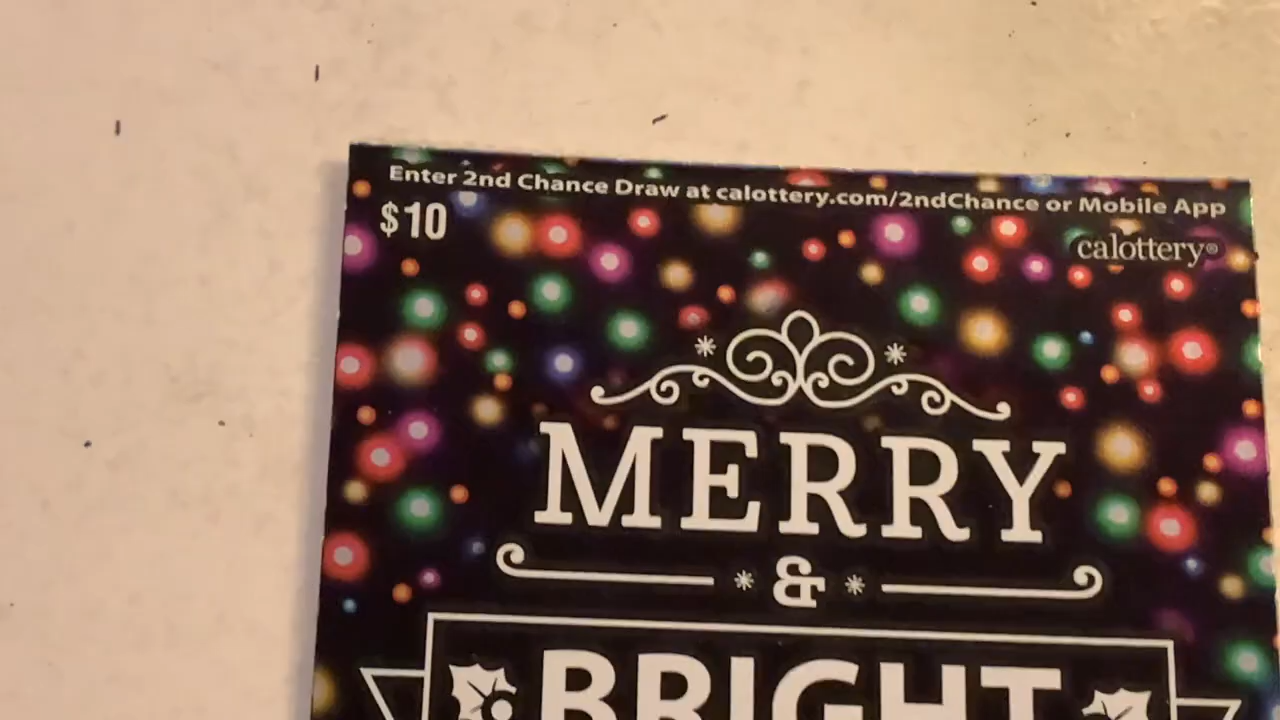 Enter 2nd Chance Draw at calottery.com/2ndChance or Mobile App
$10
calottery®
MERRY
&
BRIGHT